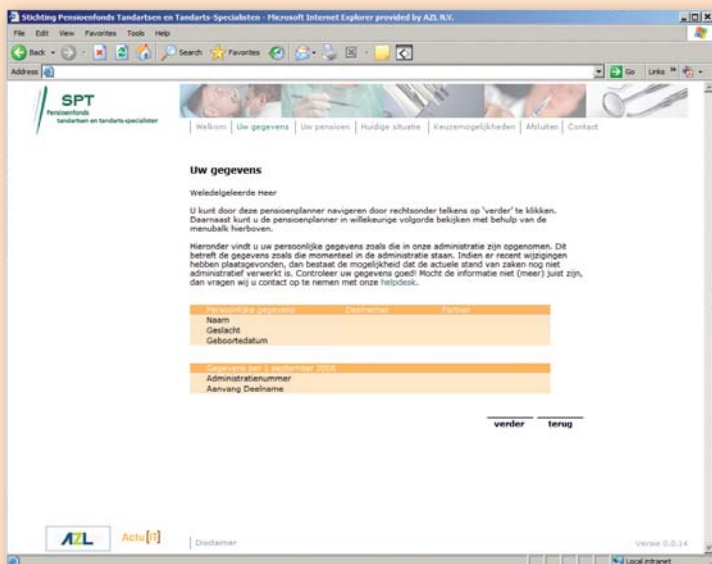 Stichting Pensioenfonds Tandartsen en Tandarts-Specialisten - Microsoft Internet Explorer provided by AZL N.V.
File Edit View Favorites Tools Help
Back Search Favorites
Address Go Links
SPT
Pensioenfonds
tandartsen en tandarts-specialisten
Welkom | Uw gegevens | Uw pensioen | Huidige situatie | Keuzemogelijkheden | Afsluiten | Contact
Uw gegevens
Weledelgeleerde Heer
U kunt door deze pensioenplanner navigeren door rechtsonder telkens op 'verder' te klikken.
Daarnaast kunt u de pensioenplanner in willekeurige volgorde bekijken met behulp van de
menubalk hierboven.
Hieronder vindt u uw persoonlijke gegevens zoals die in onze administratie zijn opgenomen. Dit
betreft de gegevens zoals die momenteel in de administratie staan. Indien er recent wijzigingen
hebben plaatsgevonden, dan bestaat de mogelijkheid dat de actuele stand van zaken nog niet
administratief verwerkt is. Controleer uw gegevens goed! Mocht de informatie niet (meer) juist zijn,
dan vragen wij u contact op te nemen met onze helpdesk.
Persoonlijke gegevens Deelnemer Partner
Naam
Geslacht
Geboortedatum
Gegevens per 1 september 2008
Administratienummer
Aanvang Deelname
verder terug
AZL Actu[IT] Disclaimer Versie 0.0.14
Local intranet